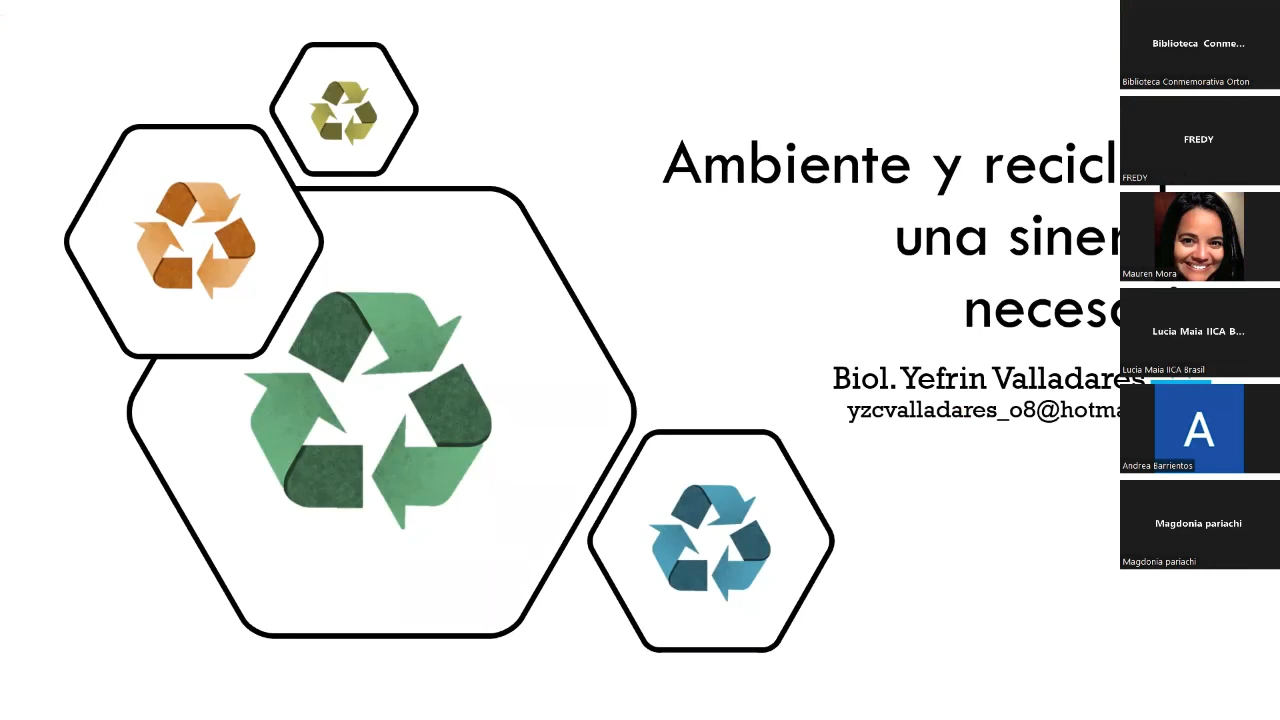 Ambiente y recicl
una siner
neces
Biol. Yefrin Valladares
yzcvalladares_08@hotma
Biblioteca Conme...
Biblioteca Conmemorativa Orton
FREDY
FREDY
Mauren Mora
Lucia Maia IICA B...
Lucia Maia IICA Brasil
A
Andrea Barrientos
Magdonia pariachi
Magdonia pariachi